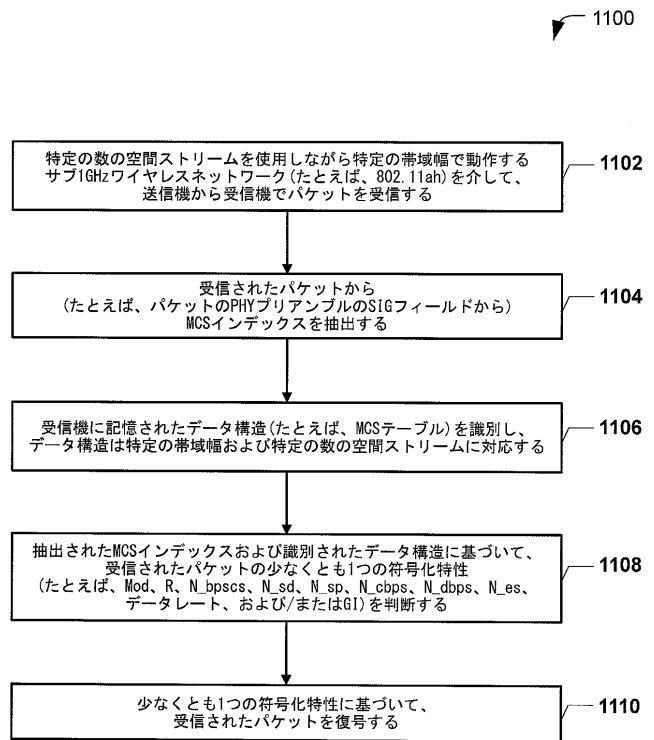 1100
特定の数の空間ストリームを使用しながら特定の帯域幅で動作する
サブ1GHzワイヤレスネットワーク(たとえば、802.11ah)を介して、
送信機から受信機でパケットを受信する
1102
受信されたパケットから
(たとえば、パケットのPHYプリアンブルのSIGフィールドから)
MCSインデックスを抽出する
1104
受信機に記憶されたデータ構造(たとえば、MCSテーブル)を識別し、
データ構造は特定の帯域幅および特定の数の空間ストリームに対応する
1106
抽出されたMCSインデックスおよび識別されたデータ構造に基づいて、
受信されたパケットの少なくとも1つの符号化特性
(たとえば、Mod、R、N_bpscs、N_sd、N_sp、N_cbps、N_dbps、N_es、
データレート、および/またはGI)を判断する
1108
少なくとも1つの符号化特性に基づいて、
受信されたパケットを復号する
1110